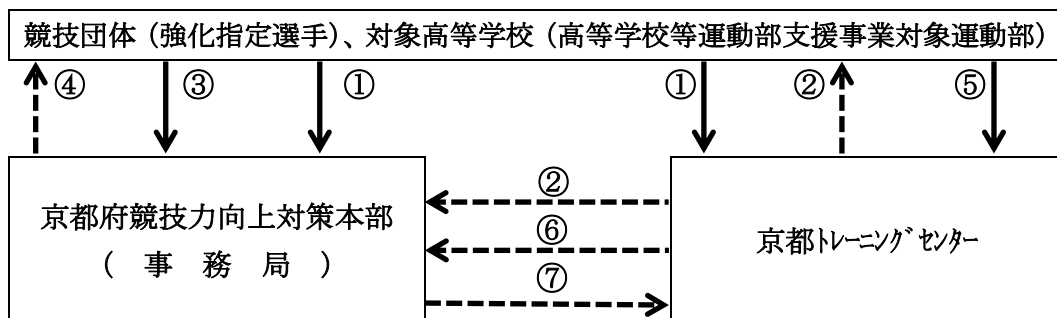 競技団体（強化指定選手）、対象高等学校（高等学校等運動部支援事業対象運動部）
④ ③ ① ① ② ⑤
②
京都府競技力向上対策本部
（　事　務　局　）
⑥
京都ﾄﾚｰﾆﾝｸﾞｾﾝﾀｰ
⑦